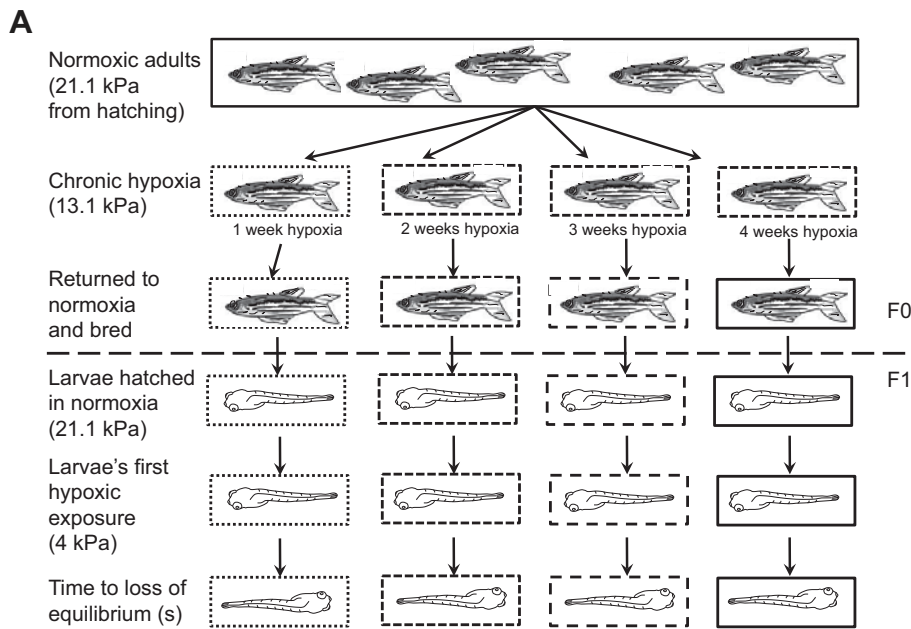 A
Normoxic adults
(21.1 kPa
from hatching)
Chronic hypoxia
(13.1 kPa)
1 week hypoxia
2 weeks hypoxia
3 weeks hypoxia
4 weeks hypoxia
Returned to
normoxia
and bred
F0
Larvae hatched
in normoxia
(21.1 kPa)
F1
Larvae's first
hypoxic
exposure
(4 kPa)
Time to loss of
equilibrium (s)